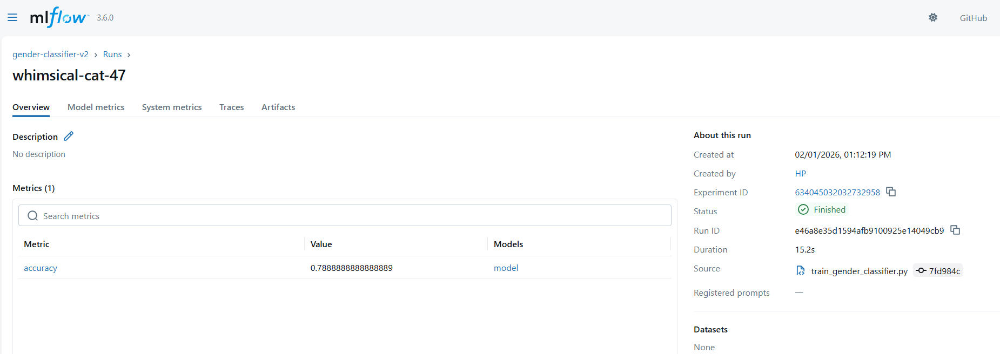 mlflow™ 3.6.0 GitHub
gender-classifier-v2 › Runs ›
whimsical-cat-47
Overview Model metrics System metrics Traces Artifacts
Description
No description
Metrics (1)
Search metrics
Metric Value Models
accuracy 0.7888888888888889 model
About this run
Created at 02/01/2026, 01:12:19 PM
Created by HP
Experiment ID 634045032032732958
Status Finished
Run ID e46a8e35d1594afb9100925e14049cb9
Duration 15.2s
Source train_gender_classifier.py 7fd984c
Registered prompts —
Datasets
None